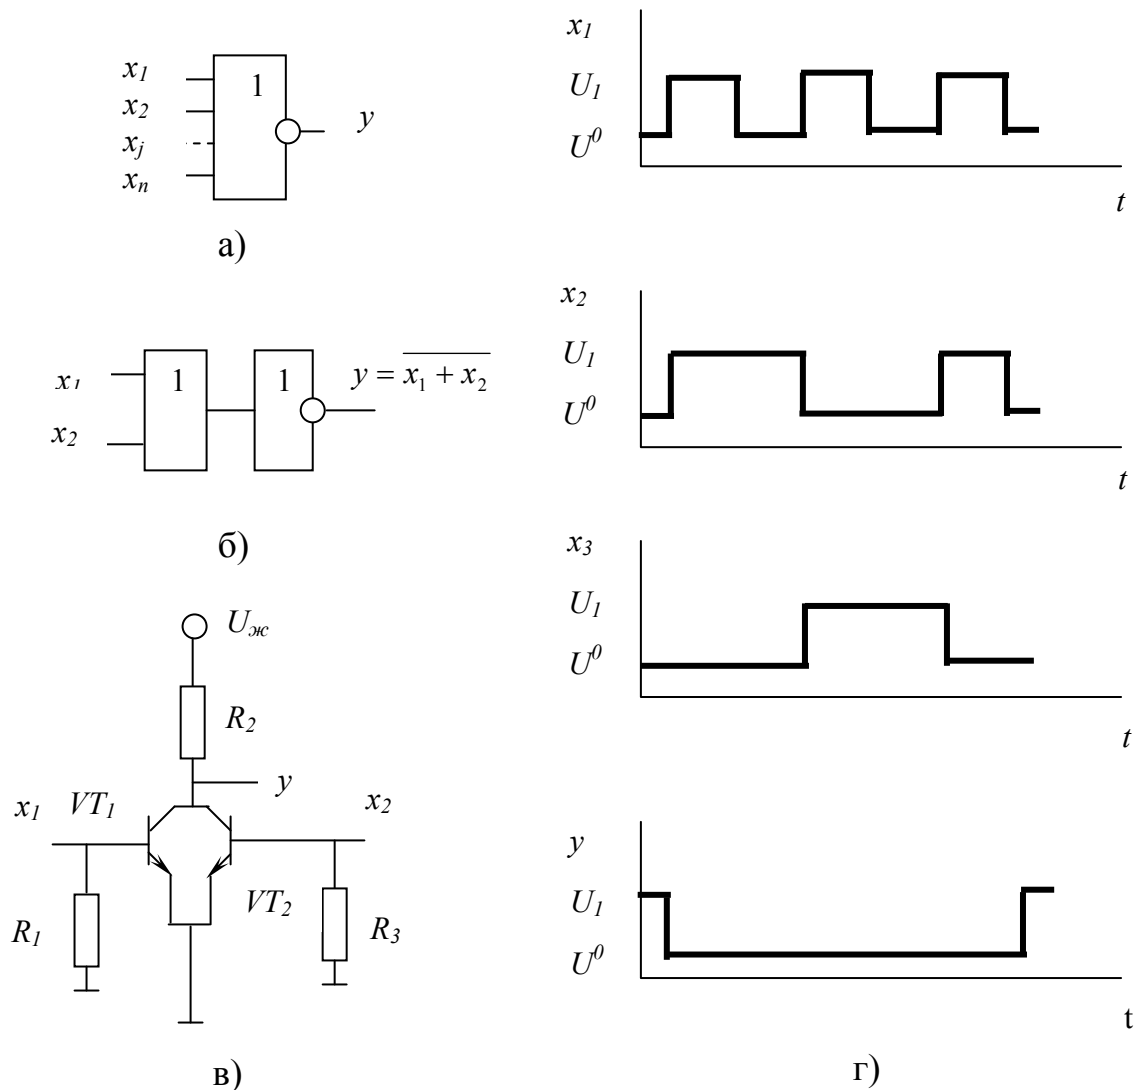 x₁
x₂
xⱼ
xₙ
1
y
а)
x₁
x₂
1
1
y = \overline{x₁ + x₂}
б)
Uж
R₂
y
x₁
VT₁
x₂
VT₂
R₁
R₃
в)
x₁
U₁
U⁰
t
x₂
U₁
U⁰
t
x₃
U₁
U⁰
t
y
U₁
U⁰
t
г)